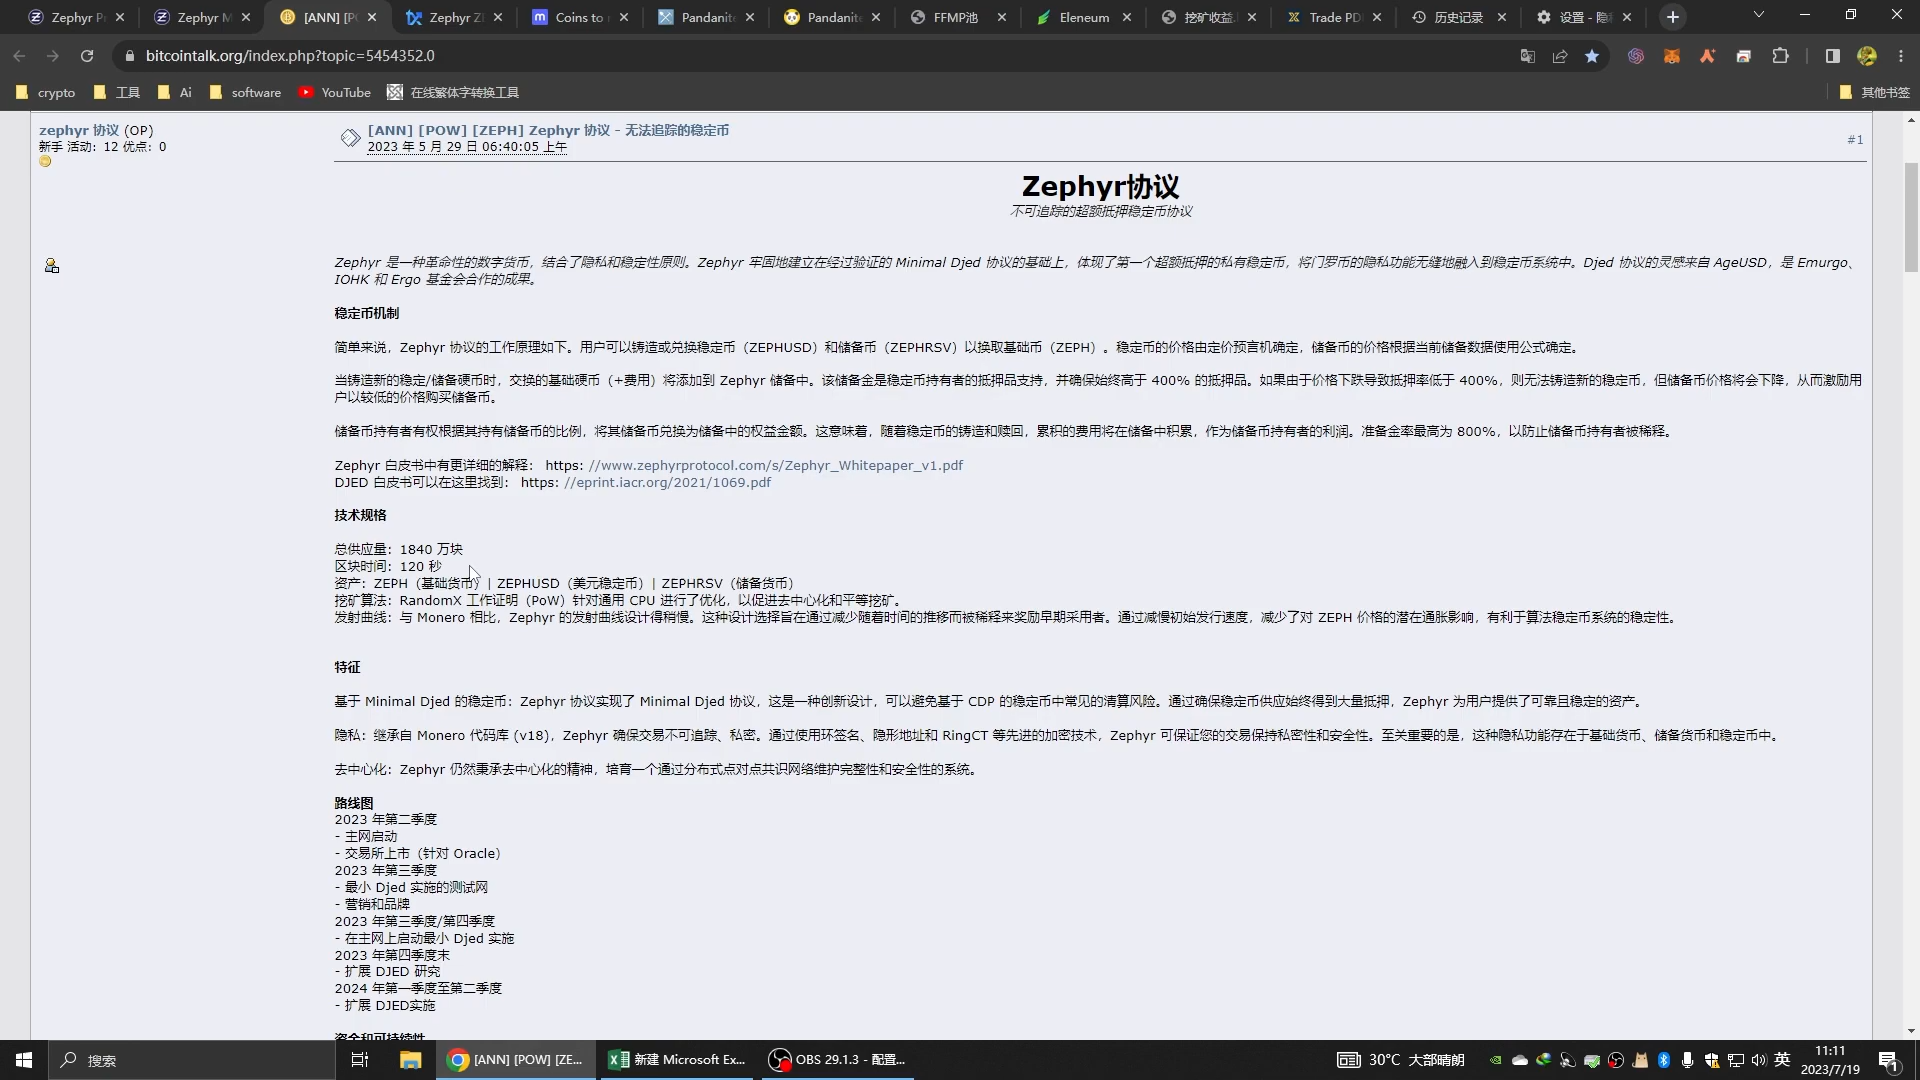 Zephyr P
Zephyr M
[ANN] [P
Zephyr Z
Coins to
Pandanit
Pandanit
FFMP池
Eleneum
挖矿收益
Trade PD
历史记录
设置 - 隐
bitcointalk.org/index.php?topic=5454352.0
crypto
工具
Ai
software
YouTube
在线繁体字转换工具
其他书签
zephyr 协议 (OP)
新手 活动：12 优点：0
[ANN] [POW] [ZEPH] Zephyr 协议 - 无法追踪的稳定币
2023 年 5 月 29 日 06:40:05 上午
#1
Zephyr协议
不可追踪的超额抵押稳定币协议
Zephyr 是一种革命性的数字货币，结合了隐私和稳定性原则。Zephyr 牢固地建立在经过验证的 Minimal Djed 协议的基础上，体现了第一个超额抵押的私有稳定币，将门罗币的隐私功能无缝地融入到稳定币系统中。Djed 协议的灵感来自 AgeUSD，是 Emurgo、
IOHK 和 Ergo 基金会合作的成果。
稳定币机制
简单来说，Zephyr 协议的工作原理如下。用户可以铸造或兑换稳定币（ZEPHUSD）和储备币（ZEPHRSV）以换取基础币（ZEPH）。稳定币的价格由定价预言机确定，储备币的价格根据当前储备数据使用公式确定。
当铸造新的稳定/储备硬币时，交换的基础硬币（+费用）将添加到 Zephyr 储备中。该储备金是稳定币持有者的抵押品支持，并确保始终高于 400% 的抵押品。如果由于价格下跌导致抵押率低于 400%，则无法铸造新的稳定币，但储备币价格将会下降，从而激励用
户以较低的价格购买储备币。
储备币持有者有权根据其持有储备币的比例，将其储备币兑换为储备中的权益金额。这意味着，随着稳定币的铸造和赎回，累积的费用将在储备中积累，作为储备币持有者的利润。准备金率最高为 800%，以防止储备币持有者被稀释。
Zephyr 白皮书中有更详细的解释： https: //www.zephyrprotocol.com/s/Zephyr_Whitepaper_v1.pdf
DJED 白皮书可以在这里找到： https: //eprint.iacr.org/2021/1069.pdf
技术规格
总供应量：1840 万块
区块时间：120 秒
资产：ZEPH（基础货币）| ZEPHUSD（美元稳定币）| ZEPHRSV（储备货币）
挖矿算法：RandomX 工作证明（PoW）针对通用 CPU 进行了优化，以促进去中心化和平等挖矿。
发射曲线：与 Monero 相比，Zephyr 的发射曲线设计得稍慢。这种设计选择旨在通过减少随着时间的推移而被稀释来奖励早期采用者。通过减慢初始发行速度，减少了对 ZEPH 价格的潜在通胀影响，有利于算法稳定币系统的稳定性。
特征
基于 Minimal Djed 的稳定币：Zephyr 协议实现了 Minimal Djed 协议，这是一种创新设计，可以避免基于 CDP 的稳定币中常见的清算风险。通过确保稳定币供应始终得到大量抵押，Zephyr 为用户提供了可靠且稳定的资产。
隐私：继承自 Monero 代码库 (v18)，Zephyr 确保交易不可追踪、私密。通过使用环签名、隐形地址和 RingCT 等先进的加密技术，Zephyr 可保证您的交易保持私密性和安全性。至关重要的是，这种隐私功能存在于基础货币、储备货币和稳定币中。
去中心化：Zephyr 仍然秉承去中心化的精神，培育一个通过分布式点对点共识网络维护完整性和安全性的系统。
路线图
2023 年第二季度
- 主网启动
- 交易所上市（针对 Oracle）
2023 年第三季度
- 最小 Djed 实施的测试网
- 营销和品牌
2023 年第三季度/第四季度
- 在主网上启动最小 Djed 实施
2023 年第四季度末
- 扩展 DJED 研究
2024 年第一季度至第二季度
- 扩展 DJED实施
资金和可持续性
搜索
[ANN] [POW] [ZE...
新建 Microsoft Ex...
OBS 29.1.3 - 配置...
30°C 大部晴朗
英
11:11
2023/7/19
1